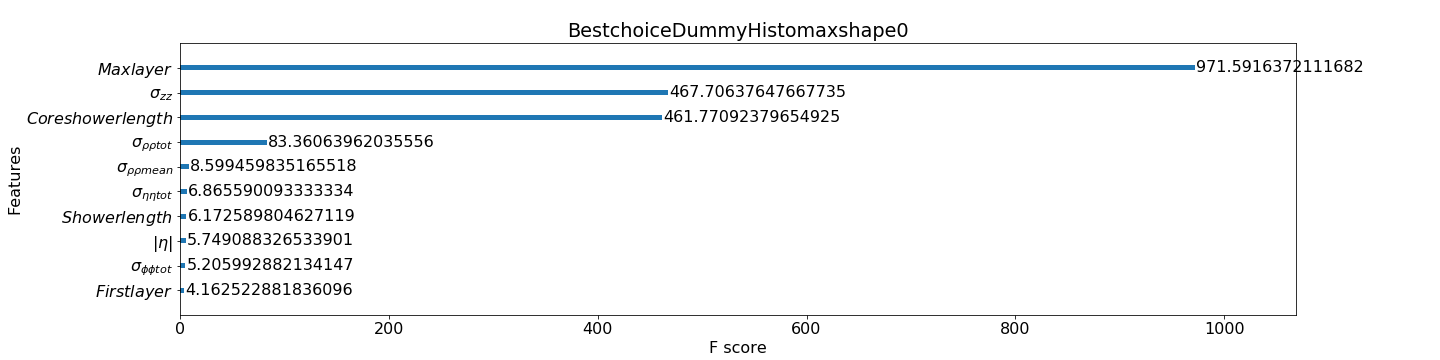 BestchoiceDummyHistomaxshape0
Features
Maxlayer 971.5916372111682
σzz 467.70637647667735
Coreshowerlength 461.77092379654925
σρρtot 83.36063962035556
σρρmean 8.599459835165518
σηηtot 6.865590093333334
Showerlength 6.172589804627119
|η| 5.749088326533901
σϕϕtot 5.205992882134147
Firstlayer 4.162522881836096
0 200 400 600 800 1000
F score